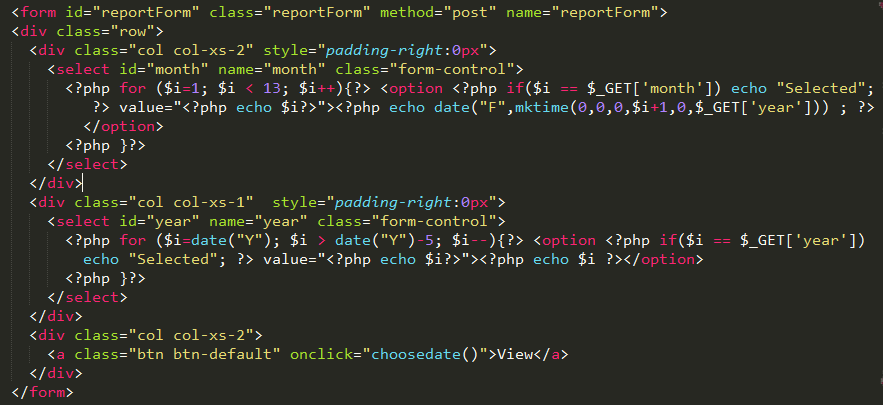 <form id="reportForm" class="reportForm" method="post" name="reportForm">
<div class="row">
<div class="col col-xs-2" style="padding-right:0px">
<select id="month" name="month" class="form-control">
<?php for ($i=1; $i < 13; $i++){?> <option <?php if($i == $_GET['month']) echo "Selected";
?> value="<?php echo $i?>"><?php echo date("F",mktime(0,0,0,$i+1,0,$_GET['year'])) ; ?>
</option>
<?php }?>
</select>
</div>
<div class="col col-xs-1"  style="padding-right:0px">
<select id="year" name="year" class="form-control">
<?php for ($i=date("Y"); $i > date("Y")-5; $i--){?> <option <?php if($i == $_GET['year'])
echo "Selected"; ?> value="<?php echo $i?>"><?php echo $i ?></option>
<?php }?>
</select>
</div>
<div class="col col-xs-2">
<a class="btn btn-default" onclick="choosedate()">View</a>
</div>
</form>